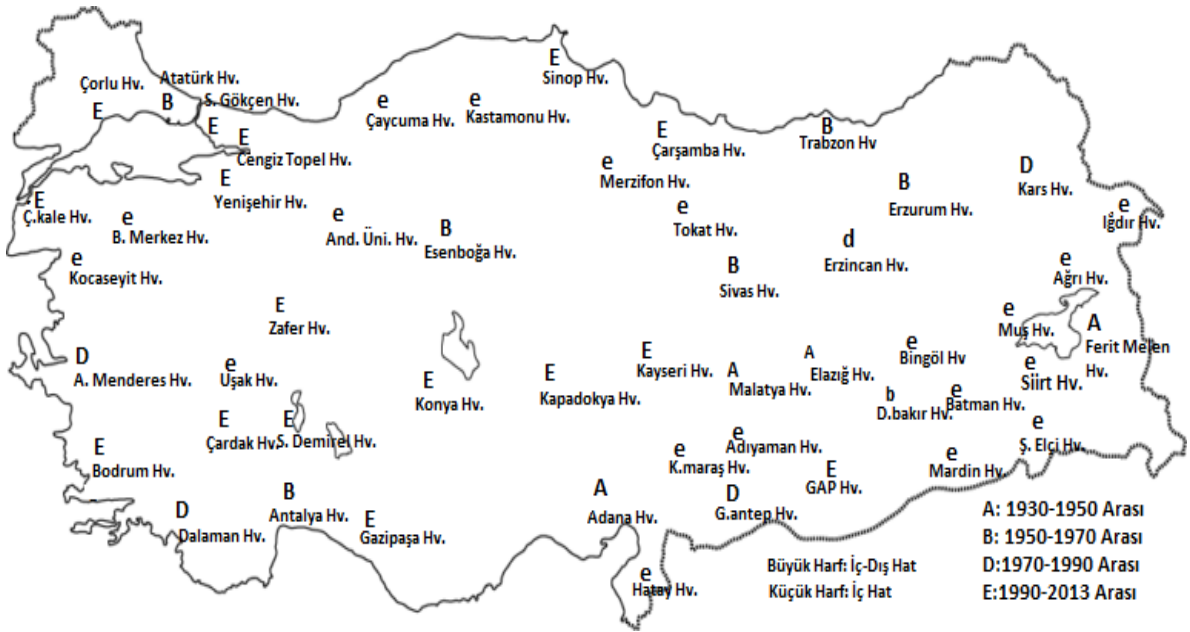 E
Sinop Hv.
Atatürk Hv.
Çorlu Hv.
B
S. Gökçen Hv.
E
e
Çaycuma Hv.
e
Kastamonu Hv.
E
E
Cengiz Topel Hv.
E
Çarşamba Hv.
B
Trabzon Hv
e
Merzifon Hv.
D
Kars Hv.
E
Yenişehir Hv.
B
Erzurum Hv.
E
Ç.kale Hv.
e
B. Merkez Hv.
e
And. Üni. Hv.
B
Esenboğa Hv.
e
Tokat Hv.
e
Iğdır Hv.
d
Erzincan Hv.
e
Kocaseyit Hv.
B
Sivas Hv.
e
Ağrı Hv.
E
Zafer Hv.
e
Muş Hv.
A
Ferit Melen
Hv.
D
A. Menderes Hv.
e
Uşak Hv.
E
Konya Hv.
E
Kapadokya Hv.
E
Kayseri Hv.
A
Malatya Hv.
A
Elazığ Hv.
e
Bingöl Hv
e
Siirt Hv.
b
D.bakır Hv.
e
Batman Hv.
E
Çardak Hv.
E
S. Demirel Hv.
e
Ş. Elçi Hv.
E
Bodrum Hv.
e
Adıyaman Hv.
e
K.maraş Hv.
E
GAP Hv.
e
Mardin Hv.
D
Dalaman Hv.
B
Antalya Hv.
E
Gazipaşa Hv.
A
Adana Hv.
D
G.antep Hv.
e
Hatay Hv.
Büyük Harf: İç-Dış Hat
Küçük Harf: İç Hat
A: 1930-1950 Arası
B: 1950-1970 Arası
D:1970-1990 Arası
E:1990-2013 Arası